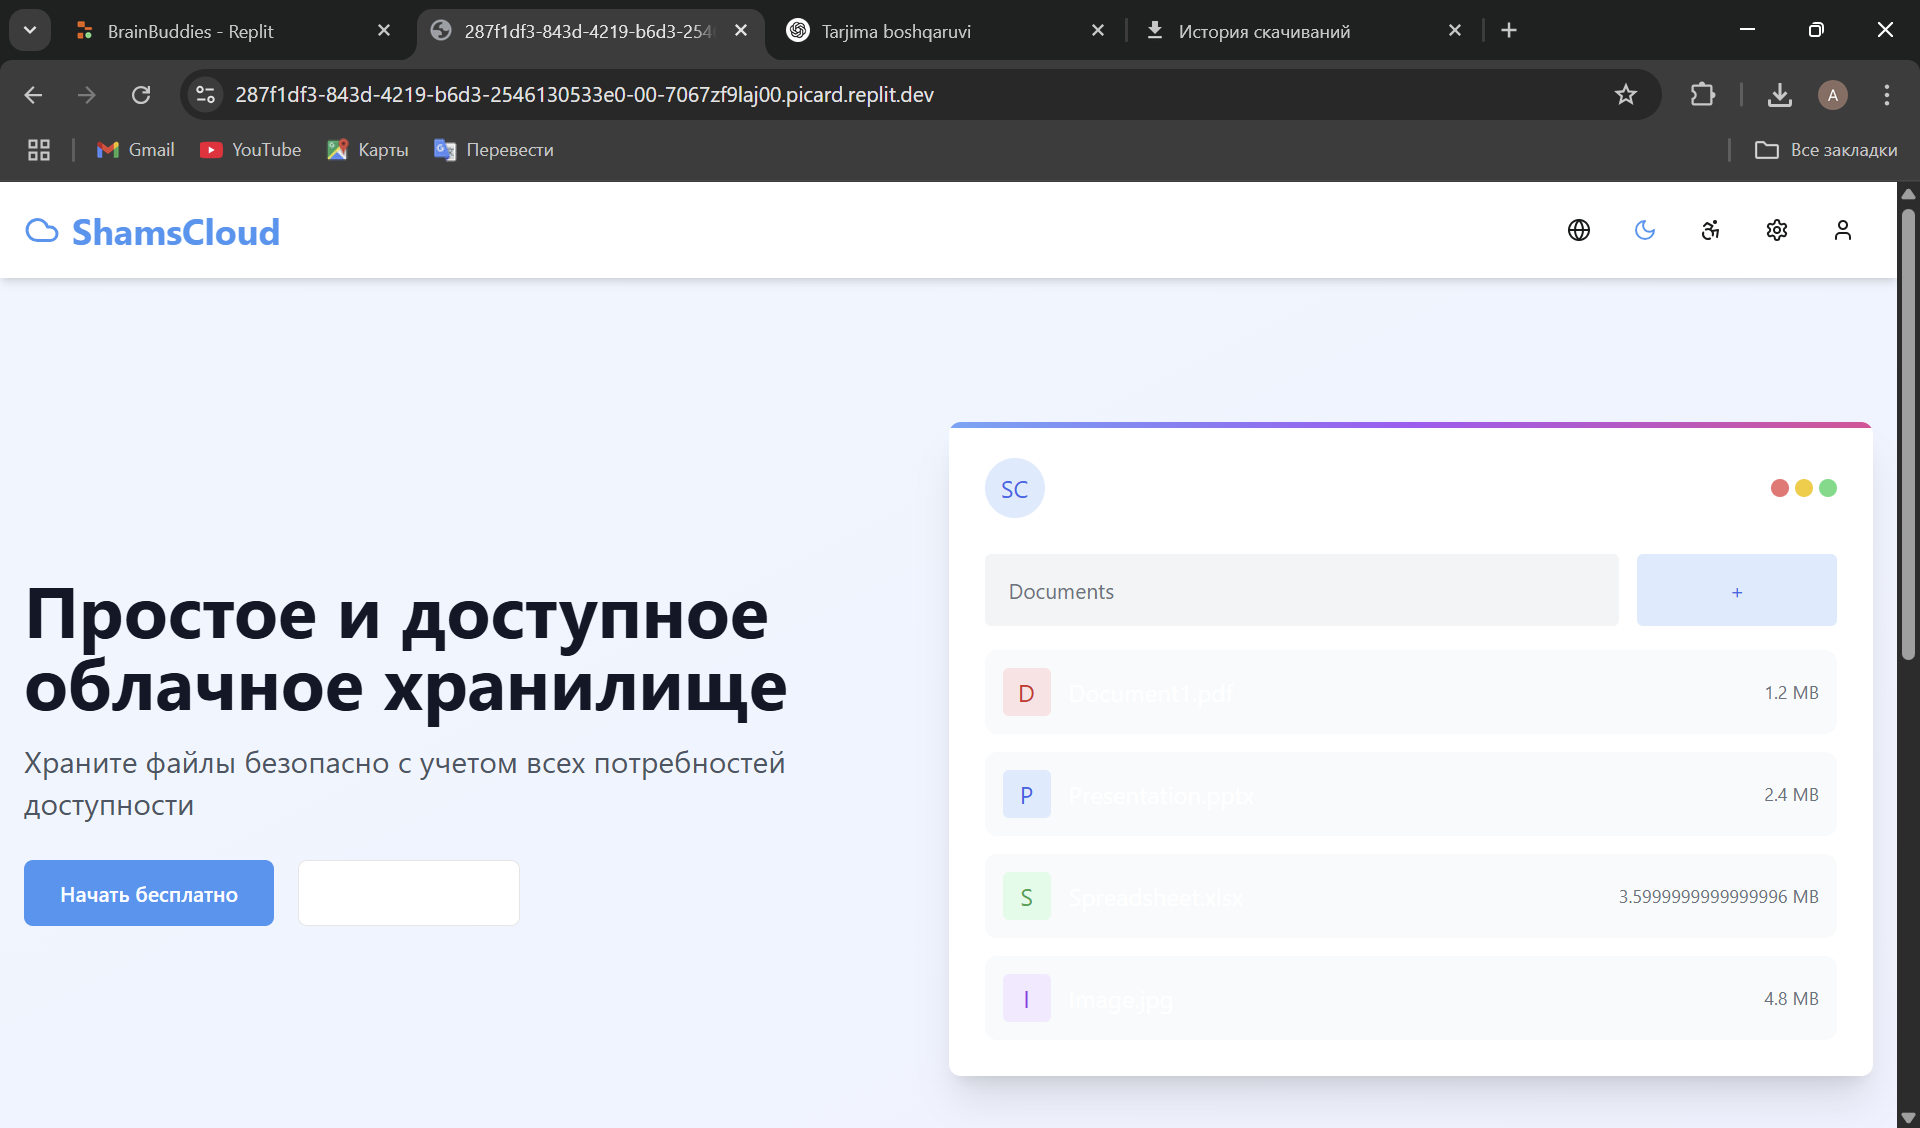 BrainBuddies - Replit
287f1df3-843d-4219-b6d3-254
Tarjima boshqaruvi
История скачиваний
287f1df3-843d-4219-b6d3-2546130533e0-00-7067zf9laj00.picard.replit.dev
A
Gmail
YouTube
Карты
Перевести
Все закладки
ShamsCloud
Простое и доступное
облачное хранилище
Храните файлы безопасно с учетом всех потребностей
доступности
Начать бесплатно
SC
Documents
+
D Document1.pdf 1.2 MB
P Presentation.pptx 2.4 MB
S Spreadsheet.xlsx 3.5999999999999996 MB
I Image.jpg 4.8 MB